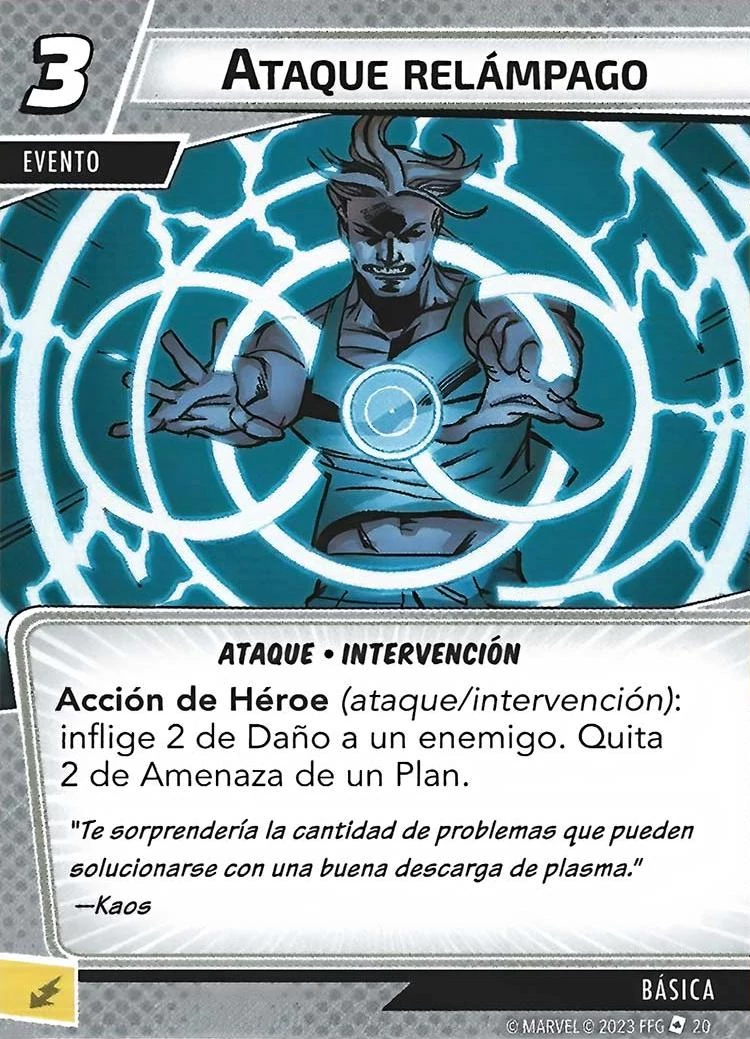 3
ATAQUE RELÁMPAGO
EVENTO
ATAQUE • INTERVENCIÓN
Acción de Héroe (ataque/intervención):
inflige 2 de Daño a un enemigo. Quita
2 de Amenaza de un Plan.
"Te sorprendería la cantidad de problemas que pueden
solucionarse con una buena descarga de plasma."
—Kaos
BÁSICA
© MARVEL © 2023 FFG 20